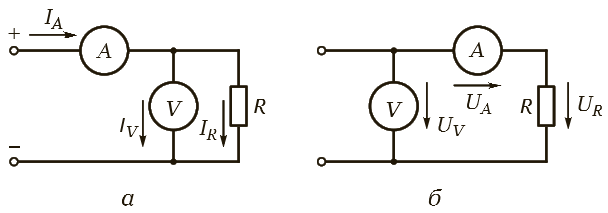 I_A
+ A
V R
I_V I_R
−
а
A
V U_A R U_R
U_V
б